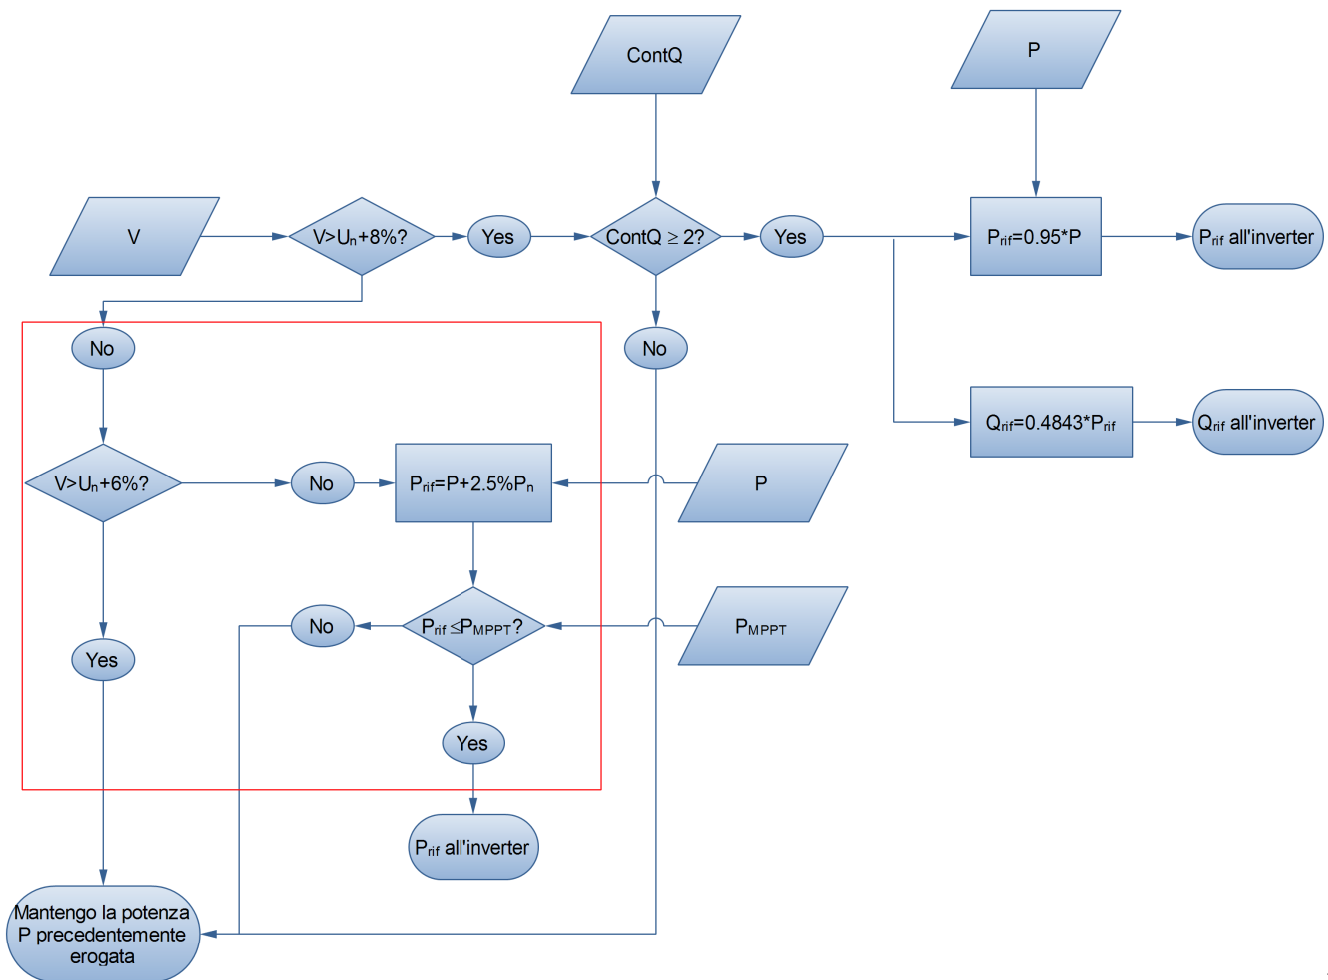 ContQ
P
V
V>Un+8%?
Yes
ContQ ≥ 2?
Yes
Prif=0.95*P
Prif all'inverter
No
No
Qrif=0.4843*Prif
Qrif all'inverter
V>Un+6%?
No
Prif=P+2.5%Pn
P
No
Prif ≤PMPPT?
PMPPT
Yes
Yes
Prif all'inverter
Mantengo la potenza
P precedentemente
erogata